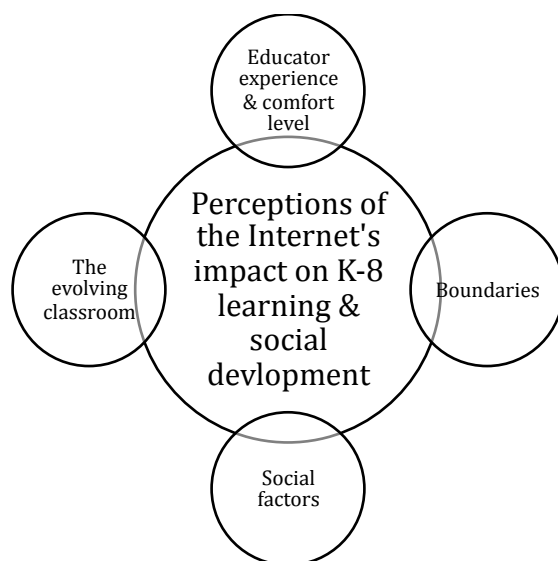 Educator
experience
& comfort
level
Perceptions of
the Internet's
impact on K-8
learning &
social
devlopment
The
evolving
classroom
Boundaries
Social
factors